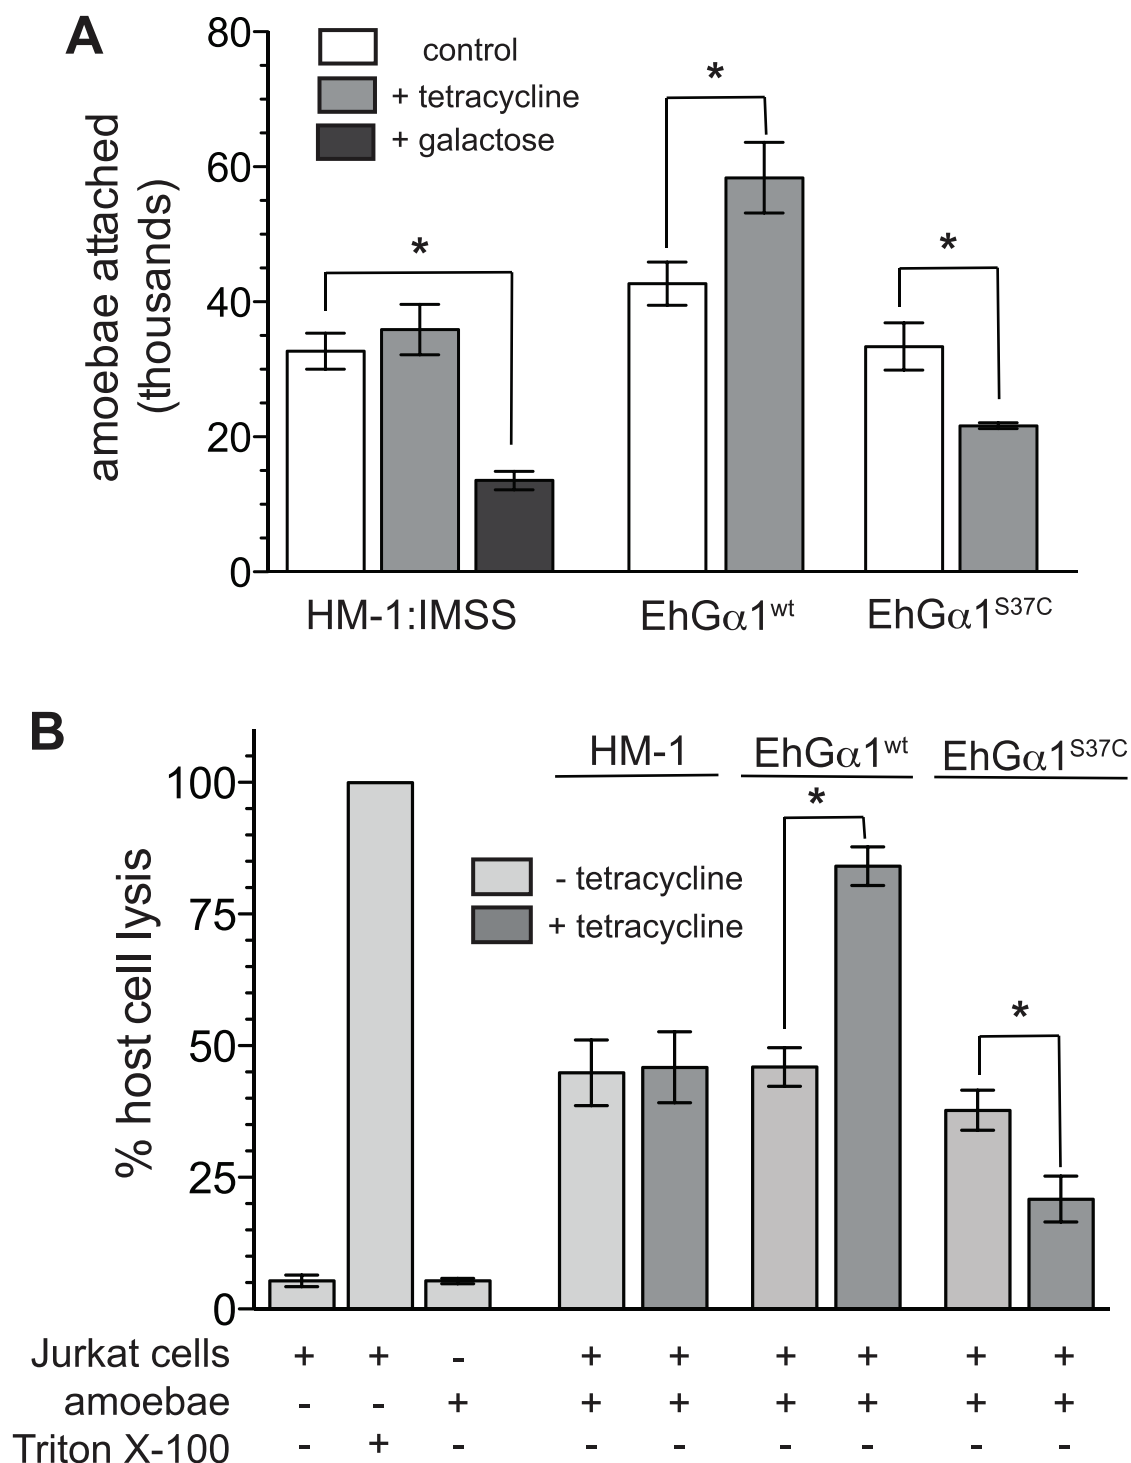 A
80
60
40
20
0
amoebae attached
(thousands)
control
+ tetracycline
+ galactose
*
*
*
HM-1:IMSS
EhGα1wt
EhGα1S37C
B
HM-1
EhGα1wt
EhGα1S37C
100
75
50
25
0
% host cell lysis
- tetracycline
+ tetracycline
*
*
Jurkat cells + + - + + + + + +
amoebae - - + + + + + + +
Triton X-100 - + - - - - - - -